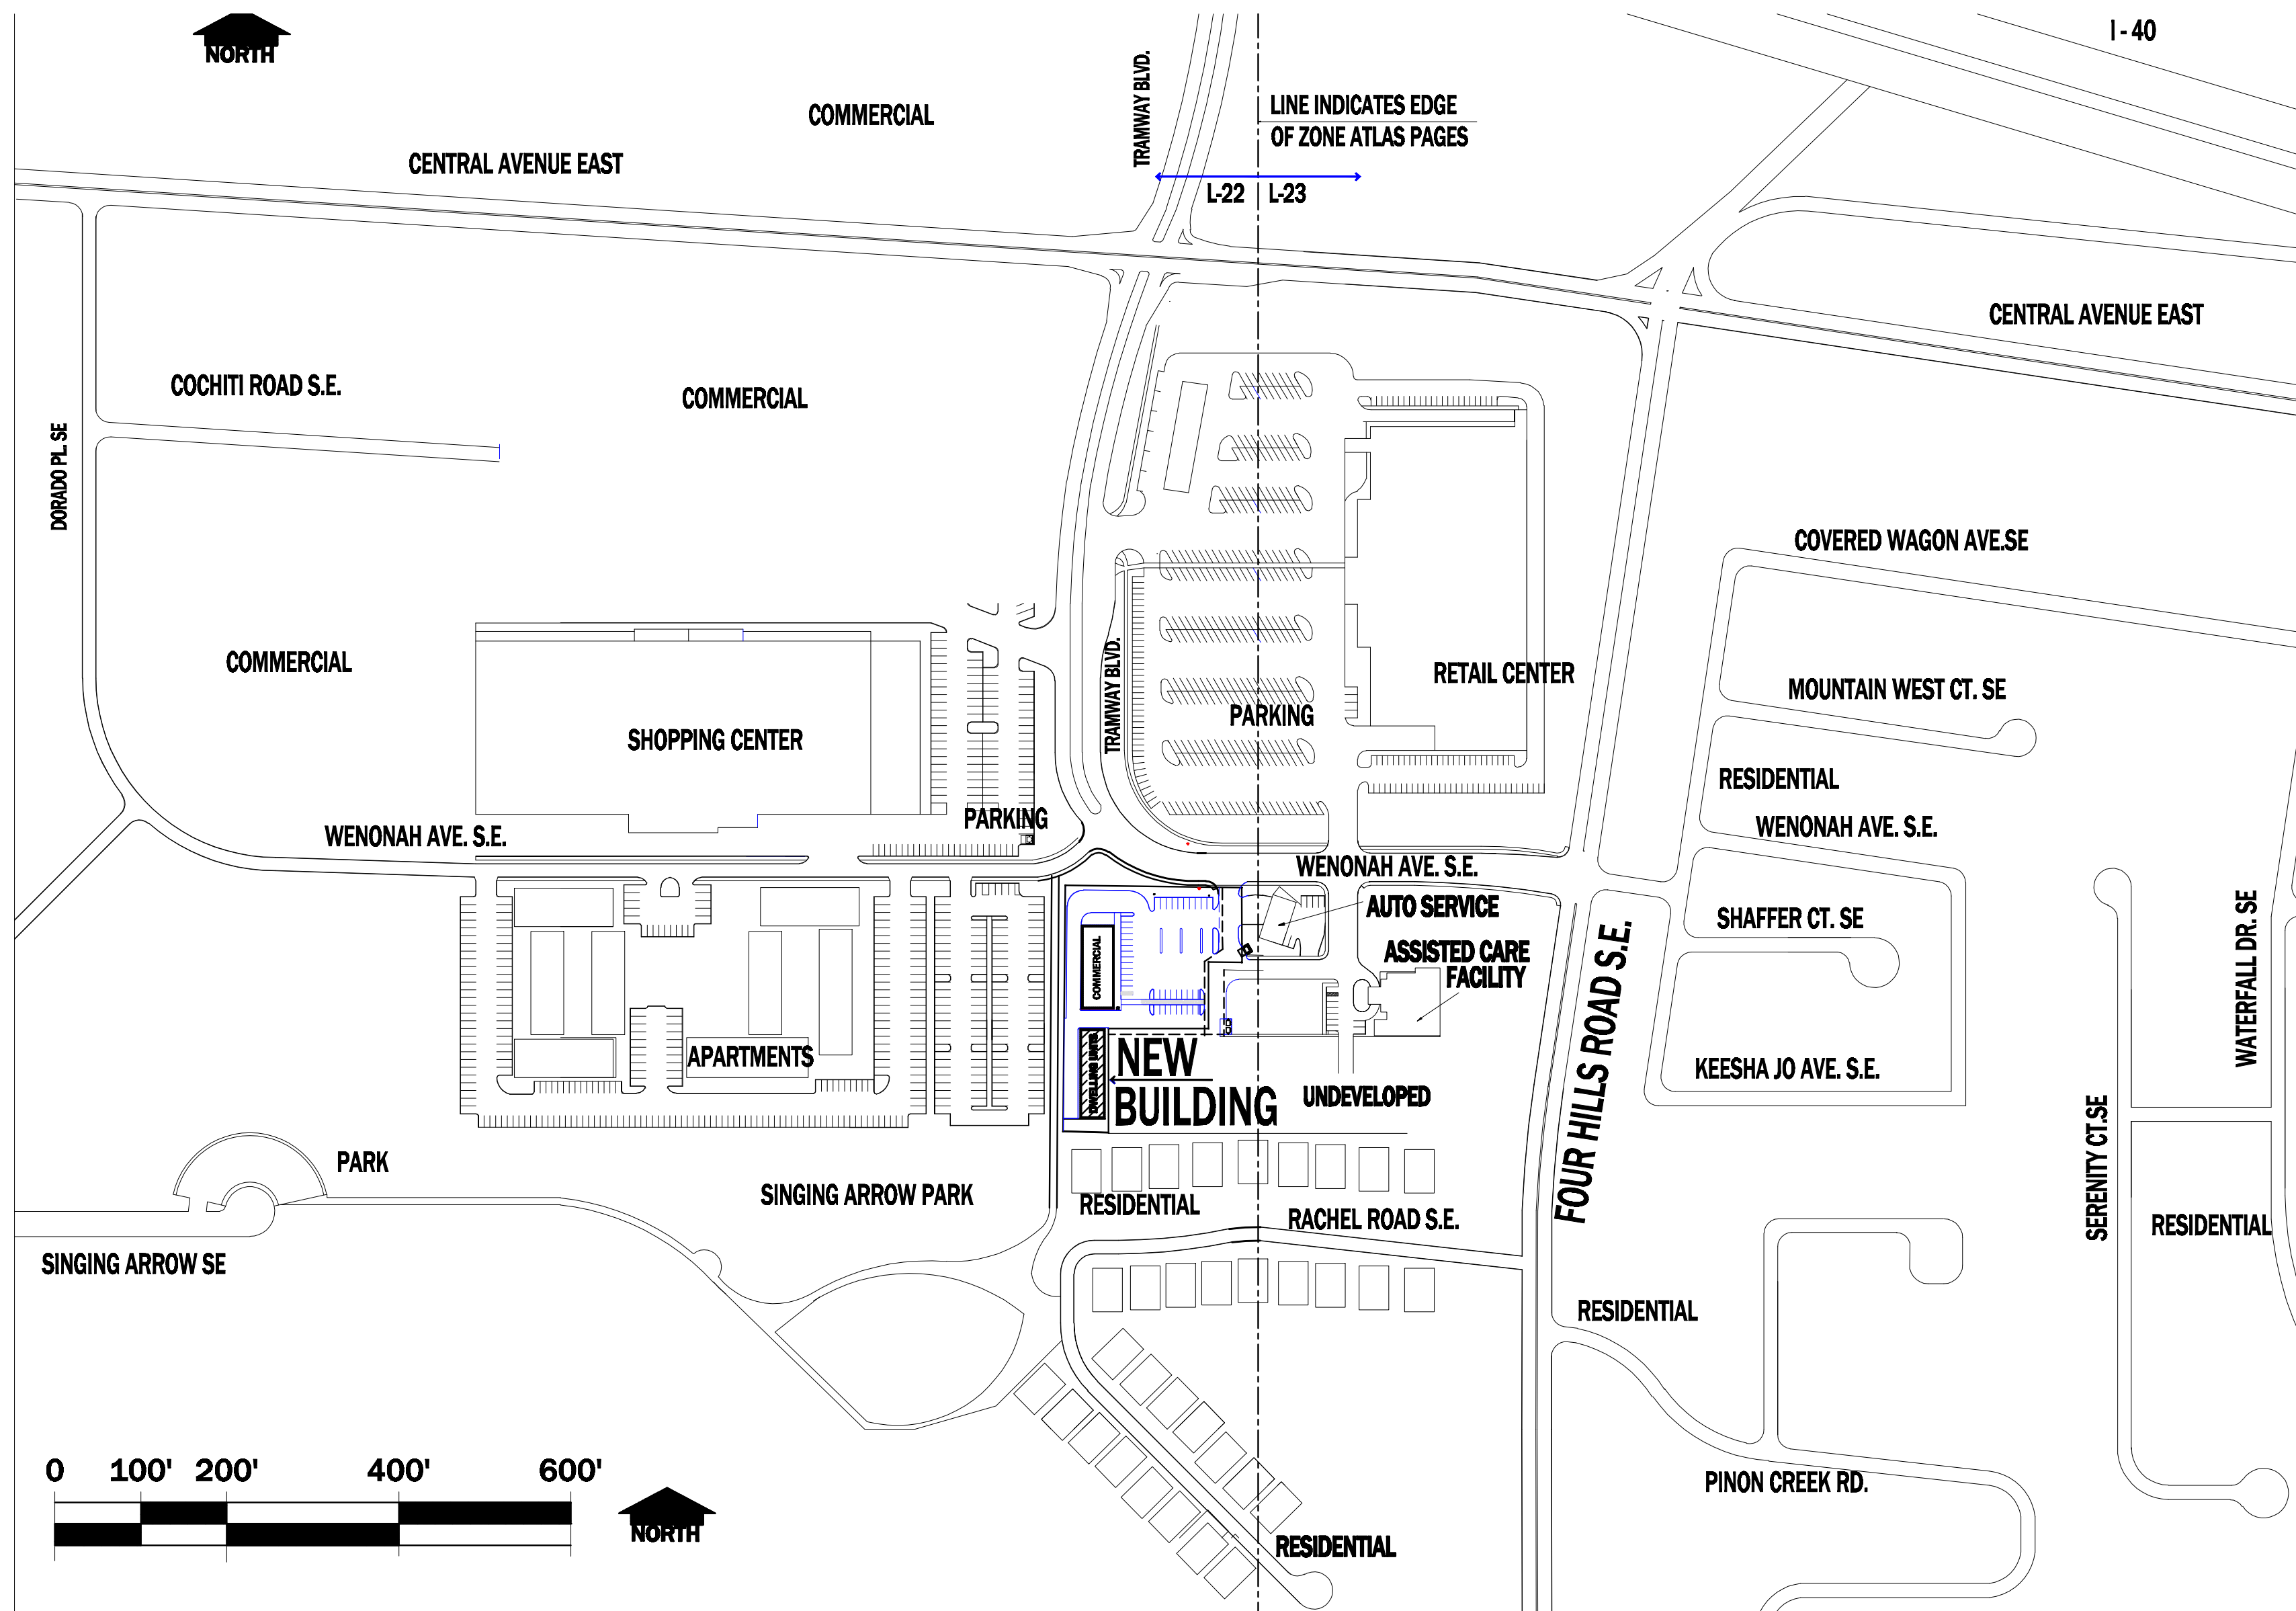 I - 40
NORTH
TRAMWAY BLVD.
LINE INDICATES EDGE
OF ZONE ATLAS PAGES
COMMERCIAL
CENTRAL AVENUE EAST
L-22
L-23
CENTRAL AVENUE EAST
COCHITI ROAD S.E.
COMMERCIAL
DORADO PL. SE
COVERED WAGON AVE.SE
COMMERCIAL
RETAIL CENTER
MOUNTAIN WEST CT. SE
TRAMWAY BLVD.
PARKING
SHOPPING CENTER
RESIDENTIAL
PARKING
WENONAH AVE. S.E.
WENONAH AVE. S.E.
WENONAH AVE. S.E.
AUTO SERVICE
SHAFFER CT. SE
ASSISTED CARE
FACILITY
COMMERCIAL
WATERFALL DR. SE
FOUR HILLS ROAD S.E.
APARTMENTS
DWELLING UNITS
NEW
BUILDING
UNDEVELOPED
KEESHA JO AVE. S.E.
SERENITY CT.SE
PARK
SINGING ARROW PARK
RESIDENTIAL
RACHEL ROAD S.E.
RESIDENTIAL
SINGING ARROW SE
RESIDENTIAL
0 100' 200' 400' 600'
NORTH
PINON CREEK RD.
RESIDENTIAL